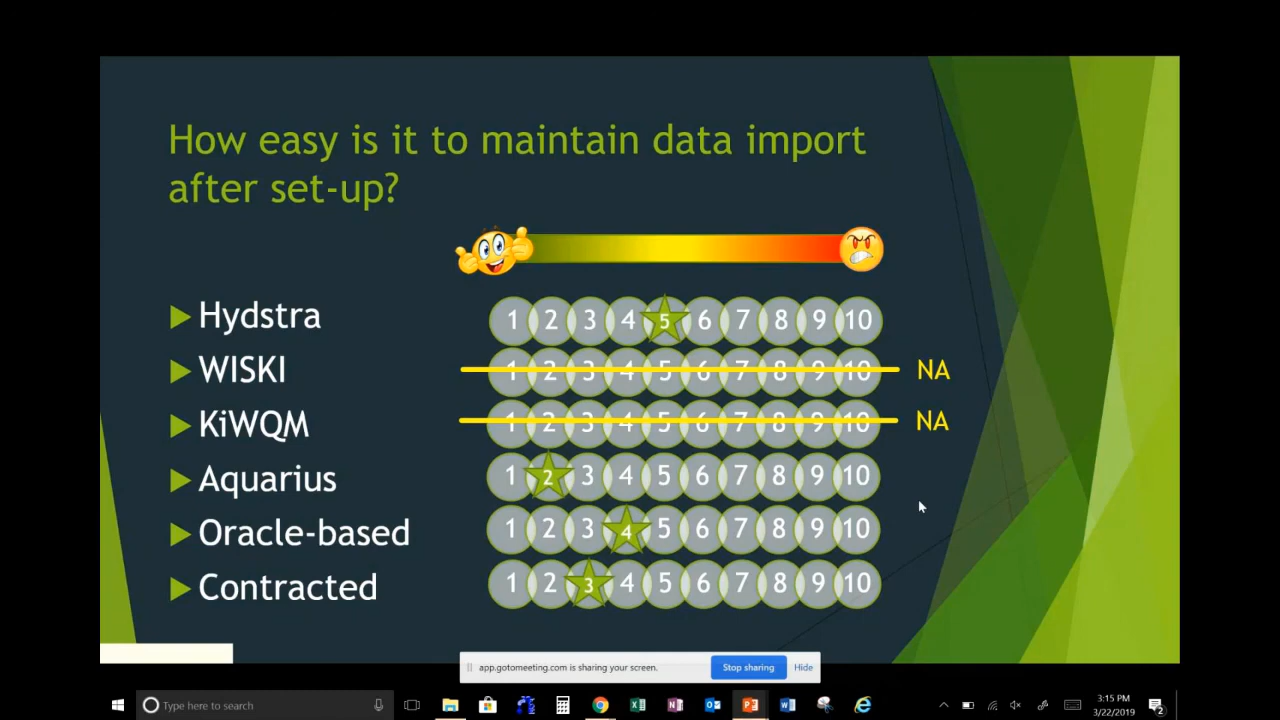 How easy is it to maintain data import
after set-up?
Hydstra 1 2 3 4 5 6 7 8 9 10
WISKI 1 2 3 4 5 6 7 8 9 10 NA
KiWQM 1 2 3 4 5 6 7 8 9 10 NA
Aquarius 1 2 3 4 5 6 7 8 9 10
Oracle-based 1 2 3 4 5 6 7 8 9 10
Contracted 1 2 3 4 5 6 7 8 9 10
app.gotomeeting.com is sharing your screen. Stop sharing Hide
Type here to search
3:15 PM
3/22/2019
2